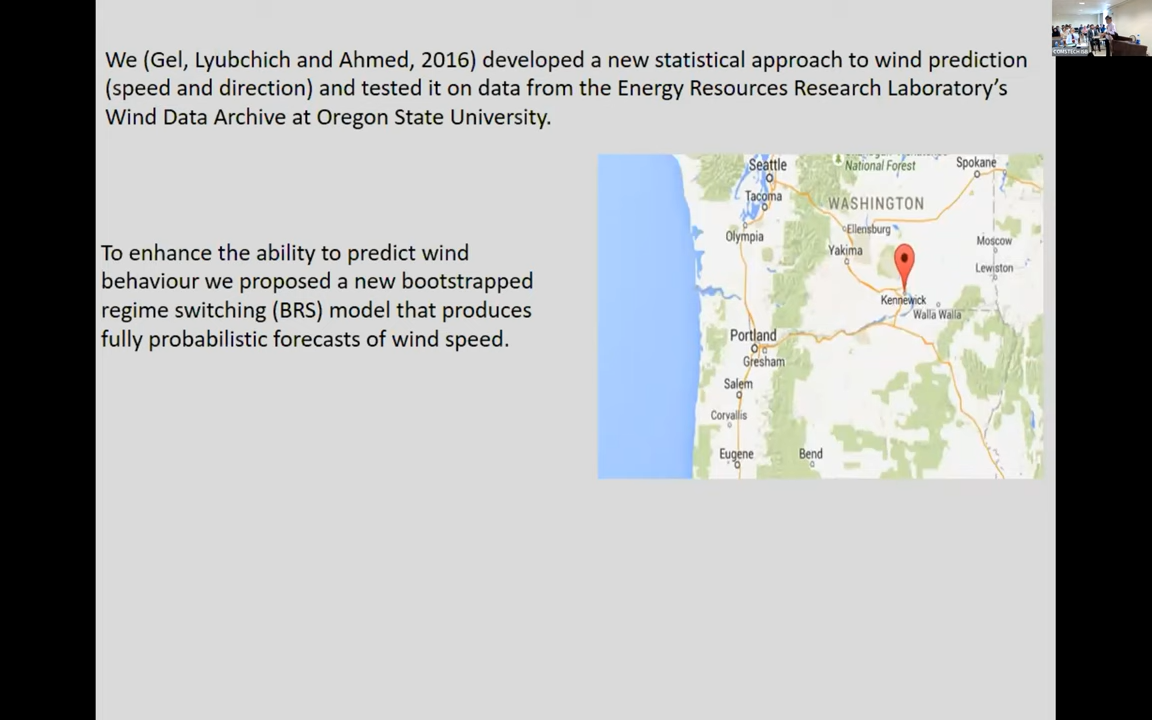 We (Gel, Lyubchich and Ahmed, 2016) developed a new statistical approach to wind prediction
(speed and direction) and tested it on data from the Energy Resources Research Laboratory’s
Wind Data Archive at Oregon State University.
To enhance the ability to predict wind
behaviour we proposed a new bootstrapped
regime switching (BRS) model that produces
fully probabilistic forecasts of wind speed.
Seattle
National Forest
Spokane
Tacoma
WASHINGTON
Olympia
Ellensburg
Yakima
Moscow
Lewiston
Kennewick
Walla Walla
Portland
Gresham
Salem
Corvallis
Eugene
Bend